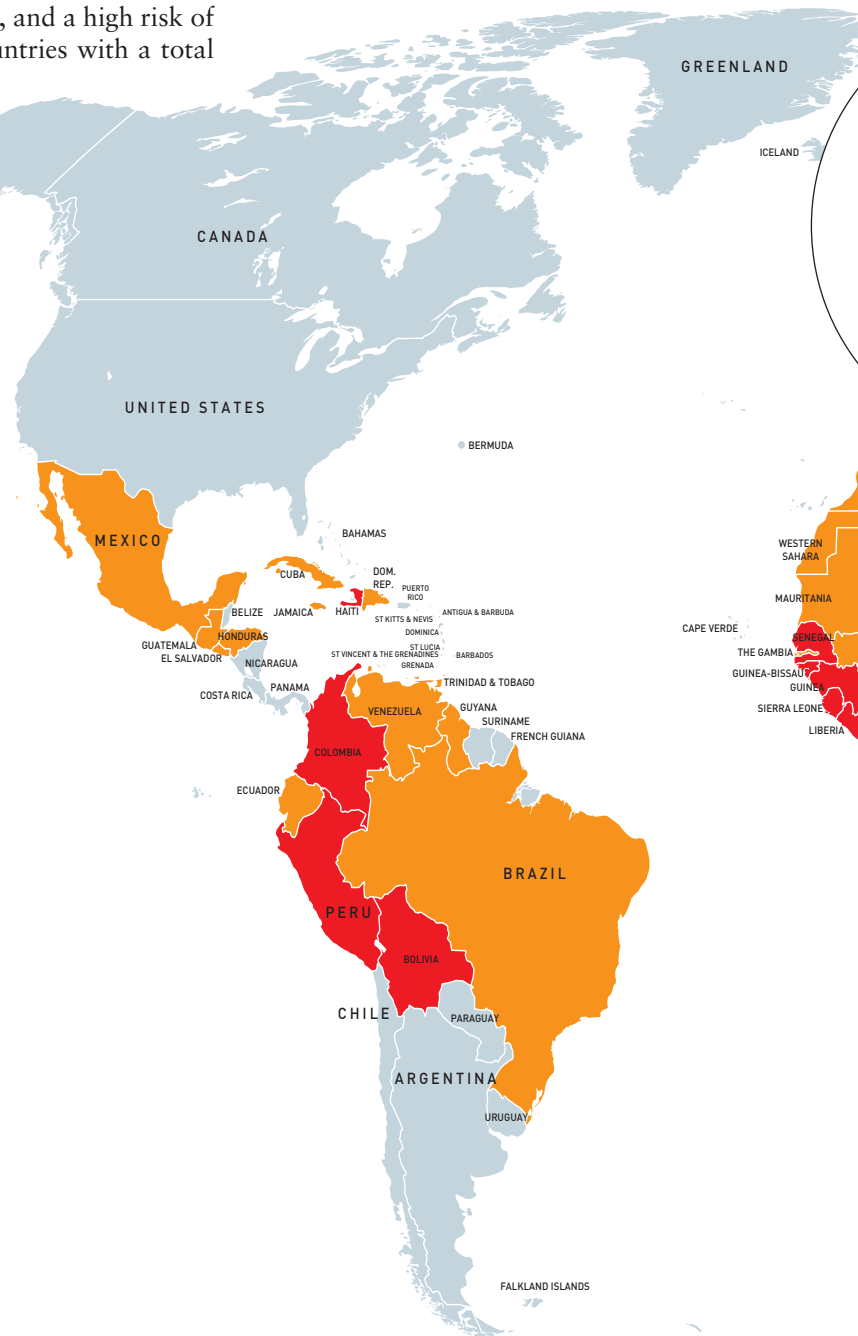 , and a high risk of
untries with a total
GREENLAND
ICELAND
CANADA
UNITED STATES
BERMUDA
BAHAMAS
MEXICO
WESTERN
SAHARA
CUBA
DOM.
REP.
PUERTO
RICO
MAURITANIA
BELIZE
JAMAICA
HAITI
ANTIGUA & BARBUDA
ST KITTS & NEVIS
DOMINICA
CAPE VERDE
SENEGAL
HONDURAS
GUATEMALA
EL SALVADOR
ST LUCIA
ST VINCENT & THE GRENADINES
BARBADOS
GRENADA
THE GAMBIA
NICARAGUA
GUINEA-BISSAU
GUINEA
COSTA RICA
PANAMA
TRINIDAD & TOBAGO
VENEZUELA
GUYANA
SIERRA LEONE
SURINAME
FRENCH GUIANA
LIBERIA
COLOMBIA
ECUADOR
BRAZIL
PERU
BOLIVIA
CHILE
PARAGUAY
ARGENTINA
URUGUAY
FALKLAND ISLANDS